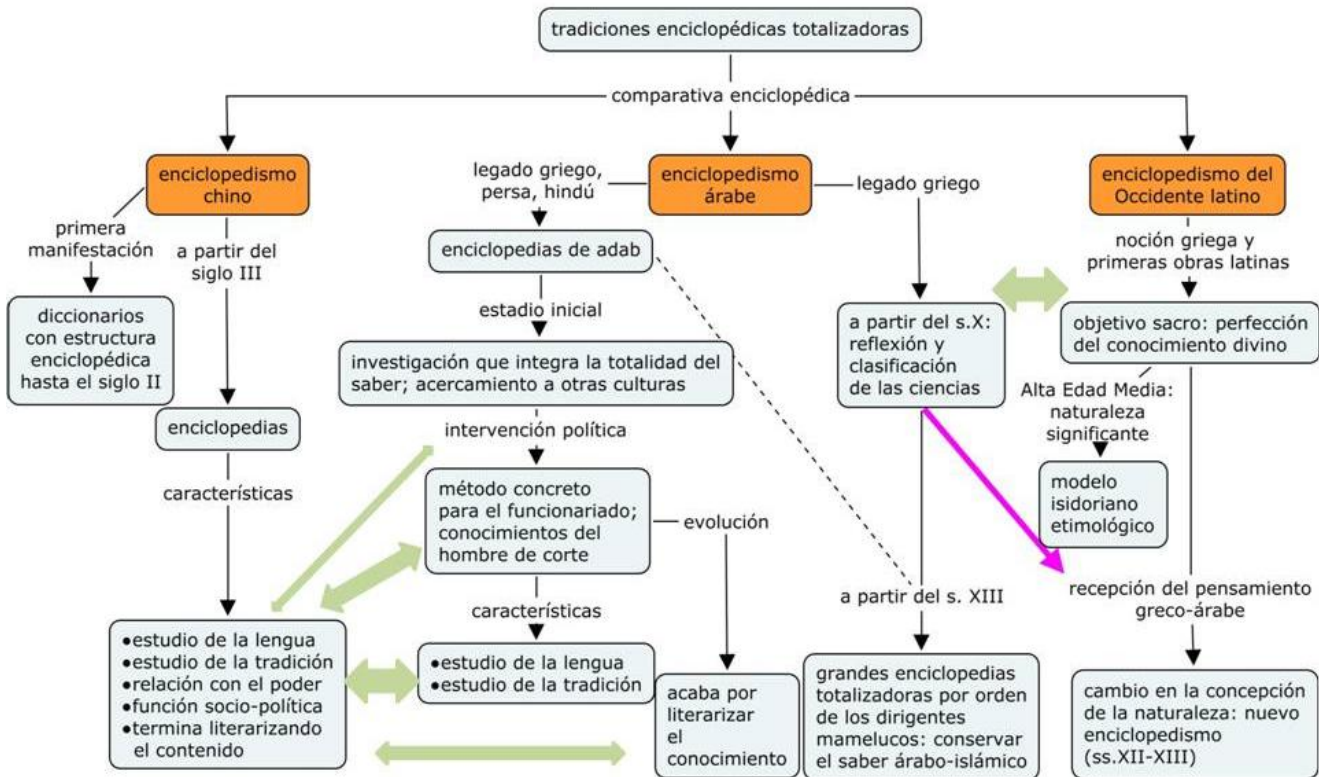 tradiciones enciclopédicas totalizadoras
comparativa enciclopédica
enciclopedismo
chino
primera
manifestación
diccionarios
con estructura
enciclopédica
hasta el siglo II
a partir del
siglo III
enciclopedias
características
●estudio de la lengua
●estudio de la tradición
●relación con el poder
●función socio-política
●termina literarizando
el contenido
enciclopedismo
árabe
legado griego,
persa, hindú
enciclopedias de adab
estadio inicial
investigación que integra la totalidad del
saber; acercamiento a otras culturas
intervención política
método concreto
para el funcionariado;
conocimientos del
hombre de corte
características
●estudio de la lengua
●estudio de la tradición
evolución
acaba por
literarizar
el
conocimiento
legado griego
a partir del s.X:
reflexión y
clasificación
de las ciencias
a partir del s. XIII
grandes enciclopedias
totalizadoras por orden
de los dirigentes
mamelucos: conservar
el saber árabo-islámico
enciclopedismo del
Occidente latino
noción griega y
primeras obras latinas
objetivo sacro: perfección
del conocimiento divino
Alta Edad Media:
naturaleza
significante
modelo
isidoriano
etimológico
recepción del pensamiento
greco-árabe
cambio en la concepción
de la naturaleza: nuevo
enciclopedismo
(ss.XII-XIII)